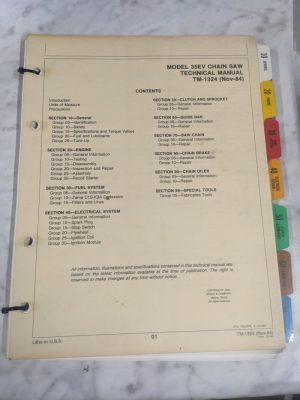 MODEL 35EV CHAIN SAW
TECHNICAL MANUAL
TM-1324 (Nov-84)
CONTENTS
Introduction
Units of Measure
Precautions
SECTION 10—General
Group 05—Identification
Group 10—Safety
Group 15—Specifications and Torque Values
Group 20—Fuel and Lubricants
Group 25—Tune-Up
SECTION 20—ENGINE
Group 05—General Information
Group 10—Testing
Group 15—Disassembly
Group 20—Inspection and Repair
Group 25—Assembly
Group 30—Recoil Starter
SECTION 30—FUEL SYSTEM
Group 05—General Information
Group 10—Zama C1S-K3A Carburetor
Group 15—Filters and Lines
SECTION 40—ELECTRICAL SYSTEM
Group 05—General Information
Group 10—Spark Plug
Group 15—Stop Switch
Group 20—Flywheel
Group 25—Ignition Coil
Group 30—Ignition Module
SECTION 50—CLUTCH AND SPROCKET
Group 05—General Information
Group 10—Repair
SECTION 60—GUIDE BAR
Group 05—General Information
Group 10—Repair
SECTION 70—SAW CHAIN
Group 05—General Information
Group 10—Repair
SECTION 80—CHAIN BRAKE
Group 05—General Information
Group 10—Repair
SECTION 90—CHAIN OILER
Group 05—General Information
Group 10—Repair
SECTION 99—SPECIAL TOOLS
Group 05—Fabricated Tools
All information, illustrations and specifications contained in this technical manual are
based on the latest information available at the time of publication. The right is
reserved to make changes at any time without notice.
01
Litho in U.S.A.
TM-1324 (Nov-84)